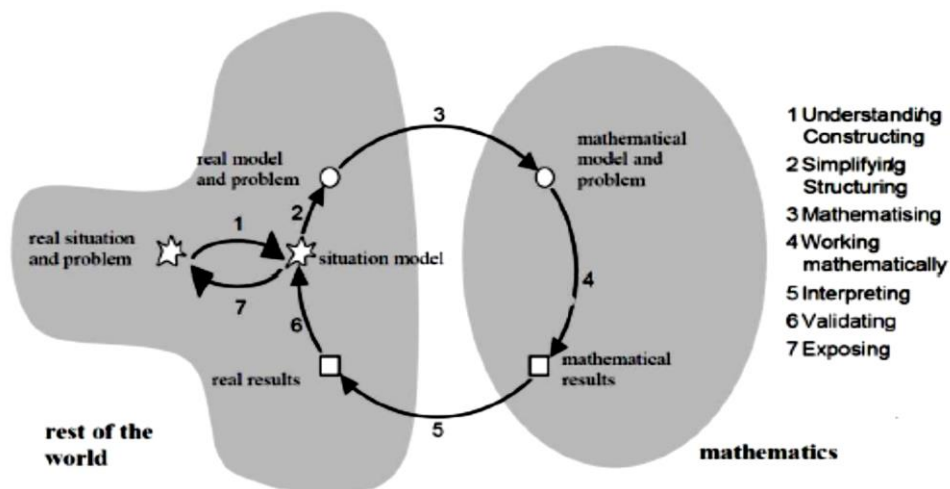 3
real model
and problem
mathematical
model and
problem
2
1
real situation
and problem
situation model
7
6
4
real results
mathematical
results
5
rest of the
world
mathematics
1 Understanding
Constructing
2 Simplifying
Structuring
3 Mathematising
4 Working
mathematically
5 Interpreting
6 Validating
7 Exposing